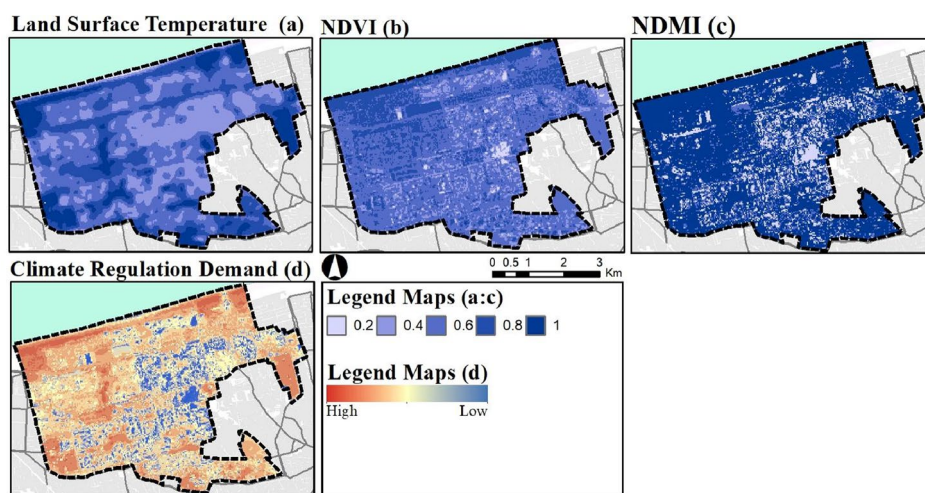 Land Surface Temperature (a)
NDVI (b)
NDMI (c)
Climate Regulation Demand (d)
0 0.5 1 2 3
Km
Legend Maps (a:c)
0.2 0.4 0.6 0.8 1
Legend Maps (d)
High Low